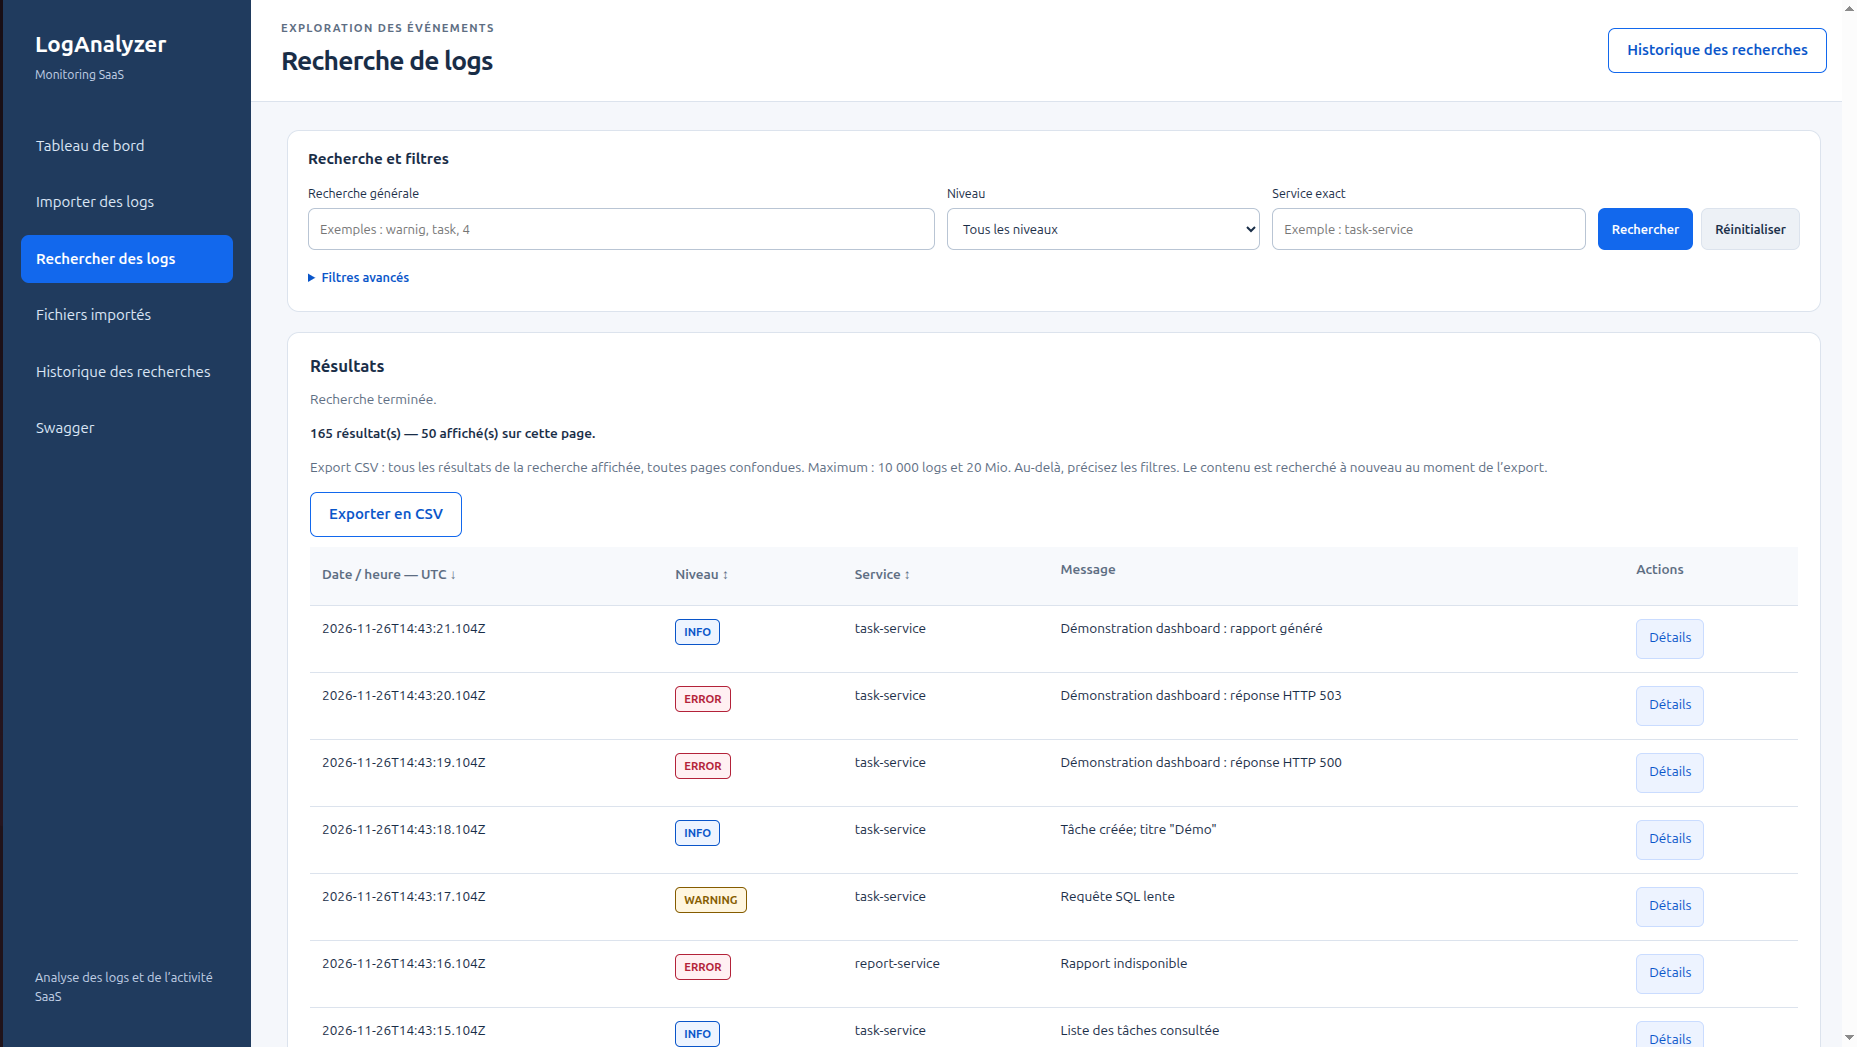 LogAnalyzer
Monitoring SaaS
Tableau de bord
Importer des logs
Rechercher des logs
Fichiers importés
Historique des recherches
Swagger
Analyse des logs et de l’activité
SaaS
EXPLORATION DES ÉVÉNEMENTS
Recherche de logs
Historique des recherches
Recherche et filtres
Recherche générale
Niveau
Service exact
Exemples : warnig, task, 4
Tous les niveaux
Exemple : task-service
Rechercher
Réinitialiser
▶ Filtres avancés
Résultats
Recherche terminée.
165 résultat(s) — 50 affiché(s) sur cette page.
Export CSV : tous les résultats de la recherche affichée, toutes pages confondues. Maximum : 10 000 logs et 20 Mio. Au-delà, précisez les filtres. Le contenu est recherché à nouveau au moment de l’export.
Exporter en CSV
Date / heure — UTC ↓ Niveau ↕ Service ↕ Message Actions
2026-11-26T14:43:21.104Z INFO task-service Démonstration dashboard : rapport généré Détails
2026-11-26T14:43:20.104Z ERROR task-service Démonstration dashboard : réponse HTTP 503 Détails
2026-11-26T14:43:19.104Z ERROR task-service Démonstration dashboard : réponse HTTP 500 Détails
2026-11-26T14:43:18.104Z INFO task-service Tâche créée; titre "Démo" Détails
2026-11-26T14:43:17.104Z WARNING task-service Requête SQL lente Détails
2026-11-26T14:43:16.104Z ERROR report-service Rapport indisponible Détails
2026-11-26T14:43:15.104Z INFO task-service Liste des tâches consultée Détails